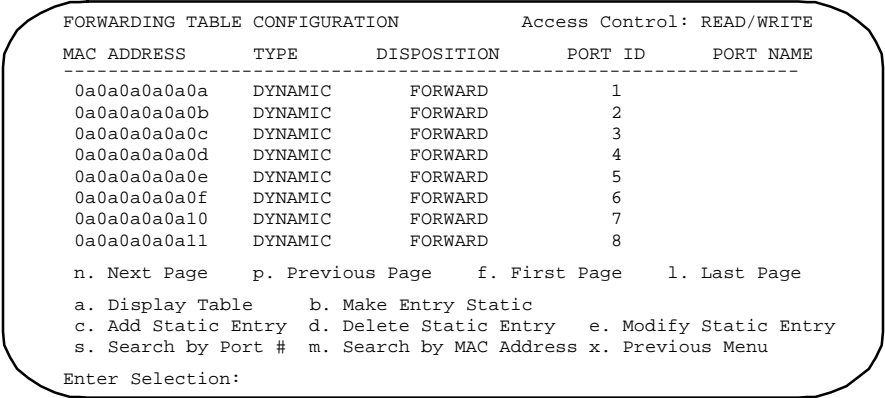 FORWARDING TABLE CONFIGURATION Access Control: READ/WRITE
MAC ADDRESS TYPE DISPOSITION PORT ID PORT NAME
--------------------------------------------------------------------
0a0a0a0a0a0a DYNAMIC FORWARD 1
0a0a0a0a0a0b DYNAMIC FORWARD 2
0a0a0a0a0a0c DYNAMIC FORWARD 3
0a0a0a0a0a0d DYNAMIC FORWARD 4
0a0a0a0a0a0e DYNAMIC FORWARD 5
0a0a0a0a0a0f DYNAMIC FORWARD 6
0a0a0a0a0a10 DYNAMIC FORWARD 7
0a0a0a0a0a11 DYNAMIC FORWARD 8
n. Next Page p. Previous Page f. First Page l. Last Page
a. Display Table b. Make Entry Static
c. Add Static Entry d. Delete Static Entry e. Modify Static Entry
s. Search by Port # m. Search by MAC Address x. Previous Menu
Enter Selection: